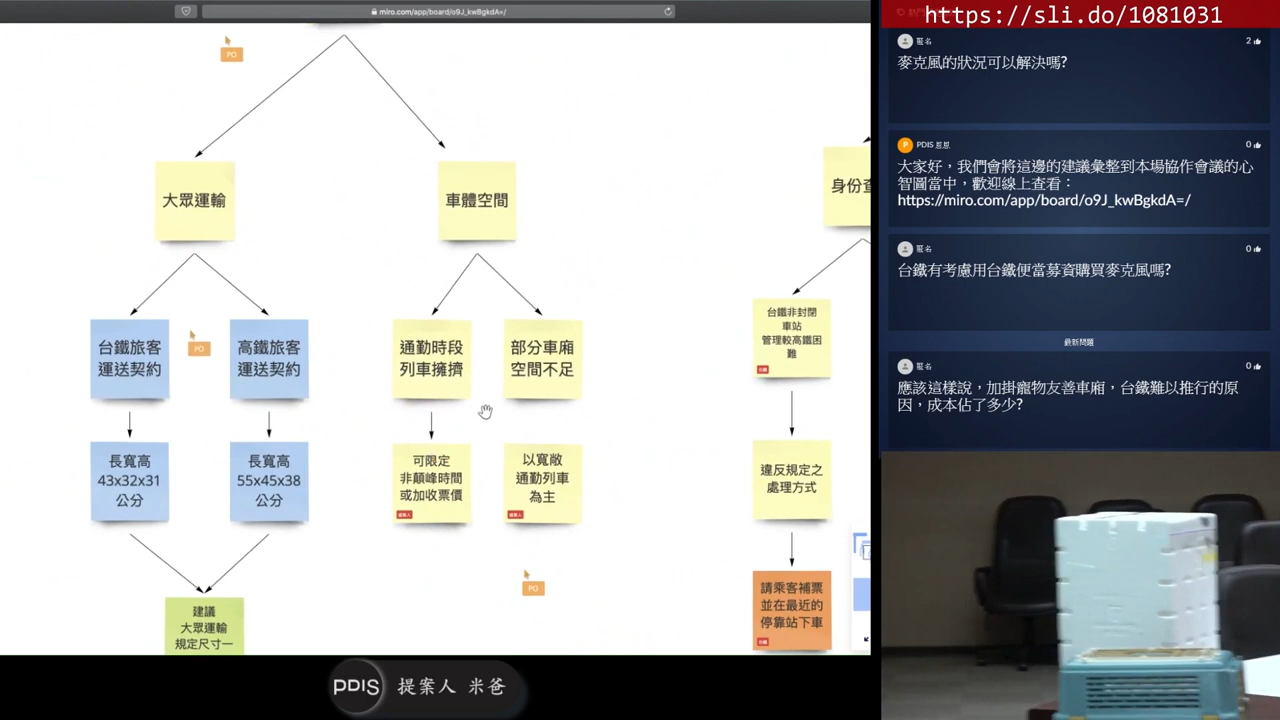 miro.com/app/board/o9J_kwBgkdA=/
PO
大眾運輸
車體空間
身份查
台鐵旅客
運送契約
PO
高鐵旅客
運送契約
通勤時段
列車擁擠
部分車廂
空間不足
台鐵非封閉
車站
管理較高鐵困
難
台鐵
長寬高
43x32x31
公分
長寬高
55x45x38
公分
可限定
非顛峰時間
或加收票價
提案人
以寬敞
通勤列車
為主
提案人
違反規定之
處理方式
PO
建議
大眾運輸
規定尺寸一
請乘客補票
並在最近的
停靠站下車
台鐵
PDIS 提案人 米爸
https://sli.do/1081031
匿名
2
麥克風的狀況可以解決嗎?
P
PDIS 恩恩
0
大家好，我們會將這邊的建議彙整到本場協作會議的心
智圖當中，歡迎線上查看：
https://miro.com/app/board/o9J_kwBgkdA=/
匿名
0
台鐵有考慮用台鐵便當募資購買麥克風嗎?
最新問題
匿名
0
應該這樣說，加掛寵物友善車廂，台鐵難以推行的原
因，成本佔了多少?